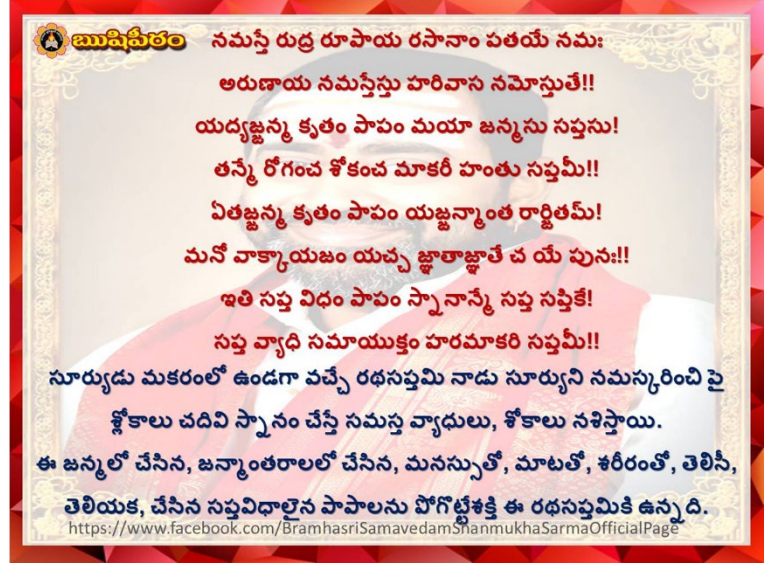 ఋషిపీఠం
నమస్తే రుద్ర రూపాయ రసానాం పతయే నమః
అరుణాయ నమస్తేస్తు హరివాస నమోస్తుతే!!
యద్యజ్జన్మ కృతం పాపం మయా జన్మసు సప్తసు!
తన్మే రోగంచ శోకంచ మాకరీ హంతు సప్తమీ!!
ఏతజ్జన్మ కృతం పాపం యజ్జన్మాంత రార్జితమ్!
మనో వాక్కాయజం యచ్చ జ్ఞాతాజ్ఞాతే చ యే పునః!!
ఇతి సప్త విధం పాపం స్నానాన్మే సప్త సప్తికే!
సప్త వ్యాధి సమాయుక్తం హరమాకరి సప్తమీ!!
సూర్యుడు మకరంలో ఉండగా వచ్చే రథసప్తమి నాడు సూర్యుని నమస్కరించి పై
శ్లోకాలు చదివి స్నానం చేస్తే సమస్త వ్యాధులు, శోకాలు నశిస్తాయి.
ఈ జన్మలో చేసిన, జన్మాంతరాలలో చేసిన, మనస్సుతో, మాటతో, శరీరంతో, తెలిసీ,
తెలియక, చేసిన సప్తవిధాలైన పాపాలను పోగొట్టేశక్తి ఈ రథసప్తమికి ఉన్నది.
https://www.facebook.com/BramhasriSamavedamShanmukhaSarmaOfficialPage